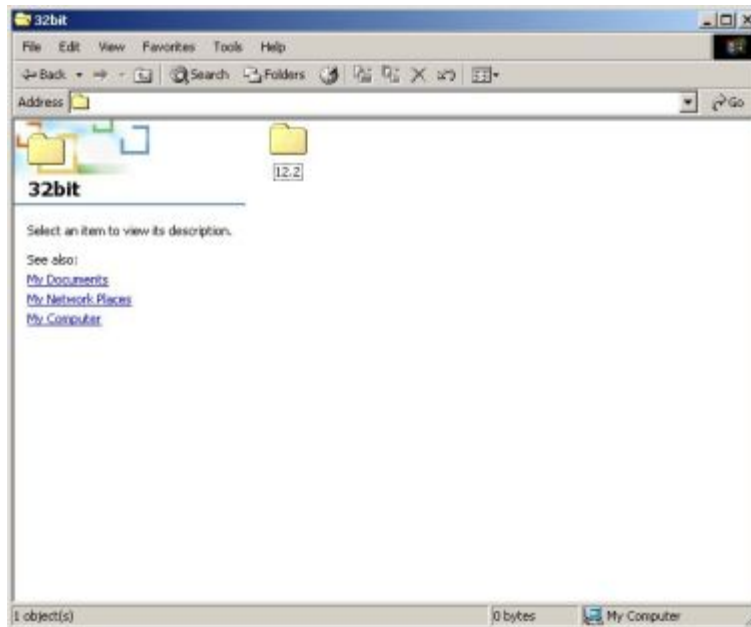 32bit
File Edit View Favorites Tools Help
Back Search Folders
Address Go
32bit
12.2
Select an item to view its description.
See also:
My Documents
My Network Places
My Computer
1 object(s) 0 bytes My Computer